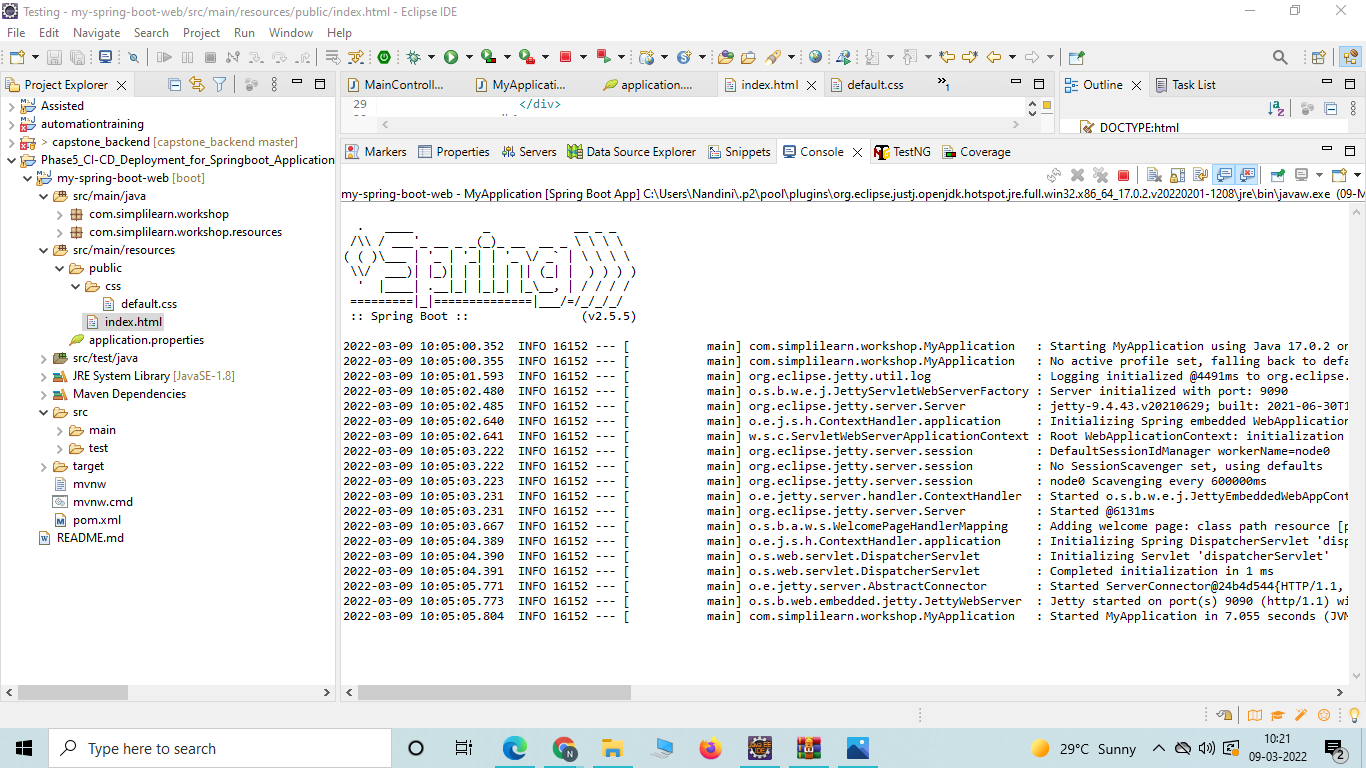 Testing - my-spring-boot-web/src/main/resources/public/index.html - Eclipse IDE
File Edit Navigate Search Project Run Window Help
Project Explorer
Assisted
automationtraining
> capstone_backend [capstone_backend master]
Phase5_CI-CD_Deployment_for_Springboot_Application
my-spring-boot-web [boot]
src/main/java
com.simplilearn.workshop
com.simplilearn.workshop.resources
src/main/resources
public
css
default.css
index.html
application.properties
src/test/java
JRE System Library [JavaSE-1.8]
Maven Dependencies
src
main
test
target
mvnw
mvnw.cmd
pom.xml
README.md
MainControll... MyApplicati... application.... index.html default.css »1
29 </div>
Outline Task List
DOCTYPE:html
Markers Properties Servers Data Source Explorer Snippets Console TestNG Coverage
my-spring-boot-web - MyApplication [Spring Boot App] C:\Users\Nandini\.p2\pool\plugins\org.eclipse.justj.openjdk.hotspot.jre.full.win32.x86_64_17.0.2.v20220201-1208\jre\bin\javaw.exe (09-M
:: Spring Boot :: (v2.5.5)
2022-03-09 10:05:00.352 INFO 16152 --- [ main] com.simplilearn.workshop.MyApplication : Starting MyApplication using Java 17.0.2 on
2022-03-09 10:05:00.355 INFO 16152 --- [ main] com.simplilearn.workshop.MyApplication : No active profile set, falling back to defa
2022-03-09 10:05:01.593 INFO 16152 --- [ main] org.eclipse.jetty.util.log : Logging initialized @4491ms to org.eclipse.
2022-03-09 10:05:02.480 INFO 16152 --- [ main] o.s.b.w.e.j.JettyServletWebServerFactory : Server initialized with port: 9090
2022-03-09 10:05:02.485 INFO 16152 --- [ main] org.eclipse.jetty.server.Server : jetty-9.4.43.v20210629; built: 2021-06-30T1
2022-03-09 10:05:02.640 INFO 16152 --- [ main] o.e.j.s.h.ContextHandler.application : Initializing Spring embedded WebApplication
2022-03-09 10:05:02.641 INFO 16152 --- [ main] w.s.c.ServletWebServerApplicationContext : Root WebApplicationContext: initialization
2022-03-09 10:05:03.222 INFO 16152 --- [ main] org.eclipse.jetty.server.session : DefaultSessionIdManager workerName=node0
2022-03-09 10:05:03.222 INFO 16152 --- [ main] org.eclipse.jetty.server.session : No SessionScavenger set, using defaults
2022-03-09 10:05:03.223 INFO 16152 --- [ main] org.eclipse.jetty.server.session : node0 Scavenging every 600000ms
2022-03-09 10:05:03.231 INFO 16152 --- [ main] o.e.jetty.server.handler.ContextHandler : Started o.s.b.w.e.j.JettyEmbeddedWebAppCont
2022-03-09 10:05:03.231 INFO 16152 --- [ main] org.eclipse.jetty.server.Server : Started @6131ms
2022-03-09 10:05:03.667 INFO 16152 --- [ main] o.s.b.a.w.s.WelcomePageHandlerMapping : Adding welcome page: class path resource [p
2022-03-09 10:05:04.389 INFO 16152 --- [ main] o.e.j.s.h.ContextHandler.application : Initializing Spring DispatcherServlet 'disp
2022-03-09 10:05:04.390 INFO 16152 --- [ main] o.s.web.servlet.DispatcherServlet : Initializing Servlet 'dispatcherServlet'
2022-03-09 10:05:04.391 INFO 16152 --- [ main] o.s.web.servlet.DispatcherServlet : Completed initialization in 1 ms
2022-03-09 10:05:05.771 INFO 16152 --- [ main] o.e.jetty.server.AbstractConnector : Started ServerConnector@24b4d544{HTTP/1.1,
2022-03-09 10:05:05.773 INFO 16152 --- [ main] o.s.b.web.embedded.jetty.JettyWebServer : Jetty started on port(s) 9090 (http/1.1) wi
2022-03-09 10:05:05.804 INFO 16152 --- [ main] com.simplilearn.workshop.MyApplication : Started MyApplication in 7.055 seconds (JVM
Type here to search
29°C Sunny
10:21
09-03-2022
2